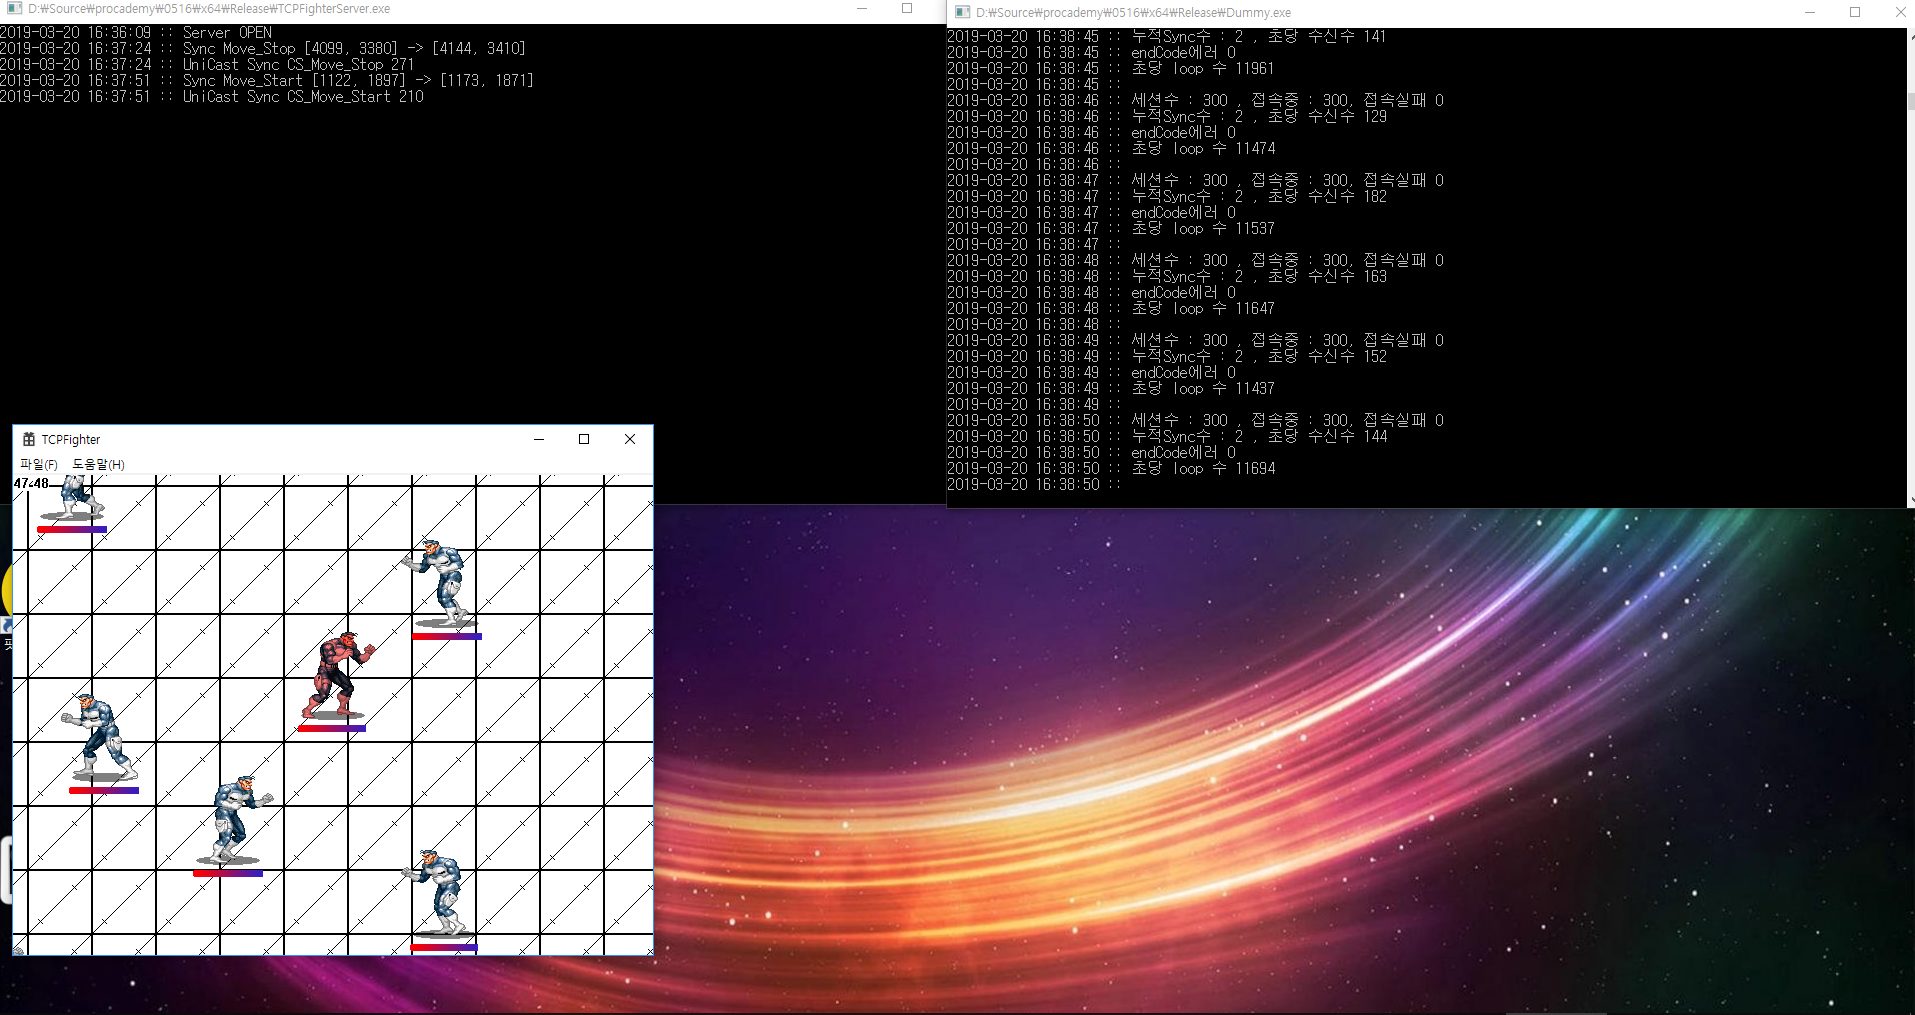 D:\Source\procademy\0516\x64\Release\TCPFighterServer.exe
2019-03-20 16:36:09 :: Server OPEN
2019-03-20 16:37:24 :: Sync Move_Stop [4099, 3380] -> [4144, 3410]
2019-03-20 16:37:24 :: UniCast Sync CS_Move_Stop 271
2019-03-20 16:37:51 :: Sync Move_Start [1122, 1897] -> [1173, 1871]
2019-03-20 16:37:51 :: UniCast Sync CS_Move_Start 210
D:\Source\procademy\0516\x64\Release\Dummy.exe
2019-03-20 16:38:45 :: 누적Sync수 : 2 , 초당 수신수 141
2019-03-20 16:38:45 :: endCode에러 0
2019-03-20 16:38:45 :: 초당 loop 수 11961
2019-03-20 16:38:45 ::
2019-03-20 16:38:46 :: 세션수 : 300 , 접속중 : 300, 접속실패 0
2019-03-20 16:38:46 :: 누적Sync수 : 2 , 초당 수신수 129
2019-03-20 16:38:46 :: endCode에러 0
2019-03-20 16:38:46 :: 초당 loop 수 11474
2019-03-20 16:38:46 ::
2019-03-20 16:38:47 :: 세션수 : 300 , 접속중 : 300, 접속실패 0
2019-03-20 16:38:47 :: 누적Sync수 : 2 , 초당 수신수 182
2019-03-20 16:38:47 :: endCode에러 0
2019-03-20 16:38:47 :: 초당 loop 수 11537
2019-03-20 16:38:47 ::
2019-03-20 16:38:48 :: 세션수 : 300 , 접속중 : 300, 접속실패 0
2019-03-20 16:38:48 :: 누적Sync수 : 2 , 초당 수신수 163
2019-03-20 16:38:48 :: endCode에러 0
2019-03-20 16:38:48 :: 초당 loop 수 11647
2019-03-20 16:38:48 ::
2019-03-20 16:38:49 :: 세션수 : 300 , 접속중 : 300, 접속실패 0
2019-03-20 16:38:49 :: 누적Sync수 : 2 , 초당 수신수 152
2019-03-20 16:38:49 :: endCode에러 0
2019-03-20 16:38:49 :: 초당 loop 수 11437
2019-03-20 16:38:49 ::
2019-03-20 16:38:50 :: 세션수 : 300 , 접속중 : 300, 접속실패 0
2019-03-20 16:38:50 :: 누적Sync수 : 2 , 초당 수신수 144
2019-03-20 16:38:50 :: endCode에러 0
2019-03-20 16:38:50 :: 초당 loop 수 11694
2019-03-20 16:38:50 ::
TCPFighter
파일(F) 도움말(H)